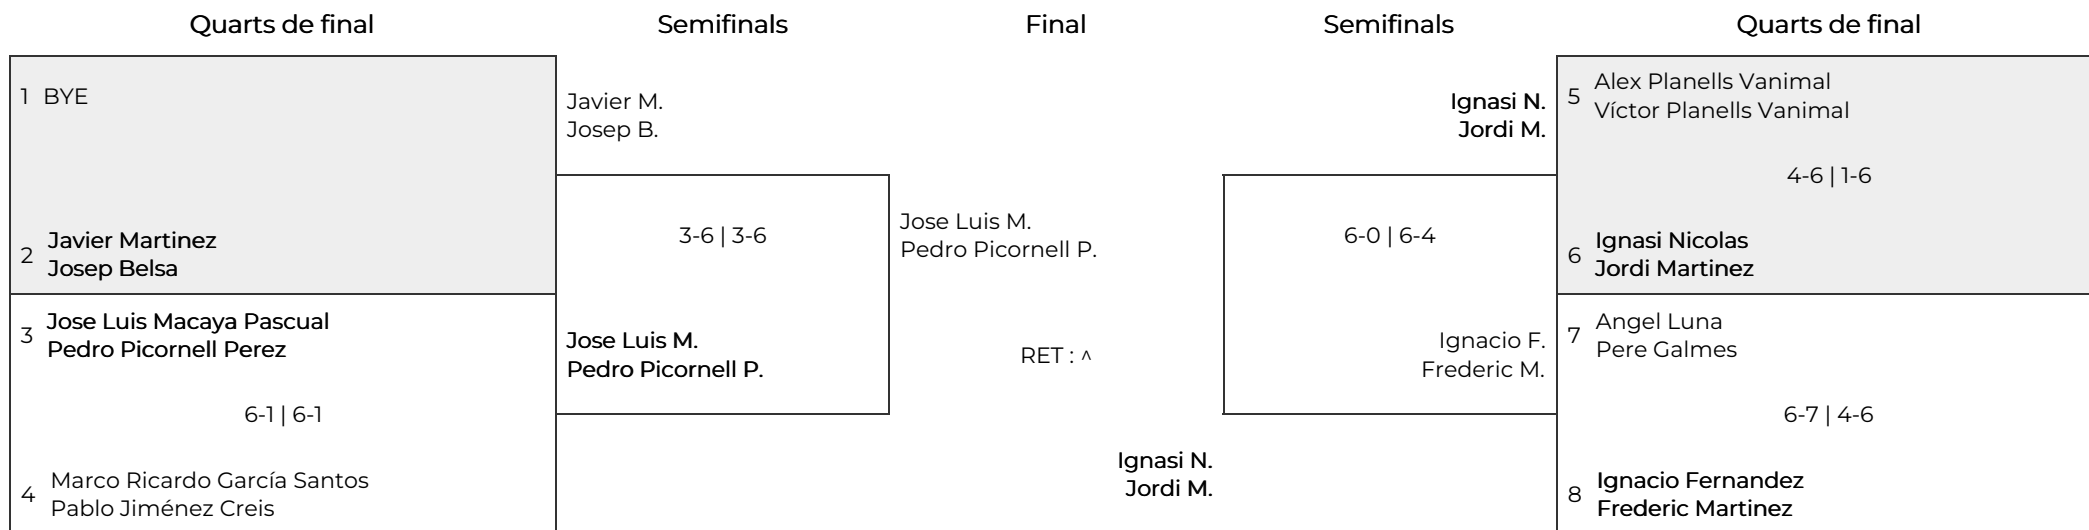 Quarts de final
Semifinals
Final
Semifinals
Quarts de final
1 BYE
2 Javier Martinez
Josep Belsa
3 Jose Luis Macaya Pascual
Pedro Picornell Perez
6-1 | 6-1
4 Marco Ricardo García Santos
Pablo Jiménez Creis
Javier M.
Josep B.
3-6 | 3-6
Jose Luis M.
Pedro Picornell P.
Jose Luis M.
Pedro Picornell P.
RET : ^
Ignasi N.
Jordi M.
Ignasi N.
Jordi M.
6-0 | 6-4
Ignacio F.
Frederic M.
5 Alex Planells Vanimal
Víctor Planells Vanimal
4-6 | 1-6
6 Ignasi Nicolas
Jordi Martinez
7 Angel Luna
Pere Galmes
6-7 | 4-6
8 Ignacio Fernandez
Frederic Martinez